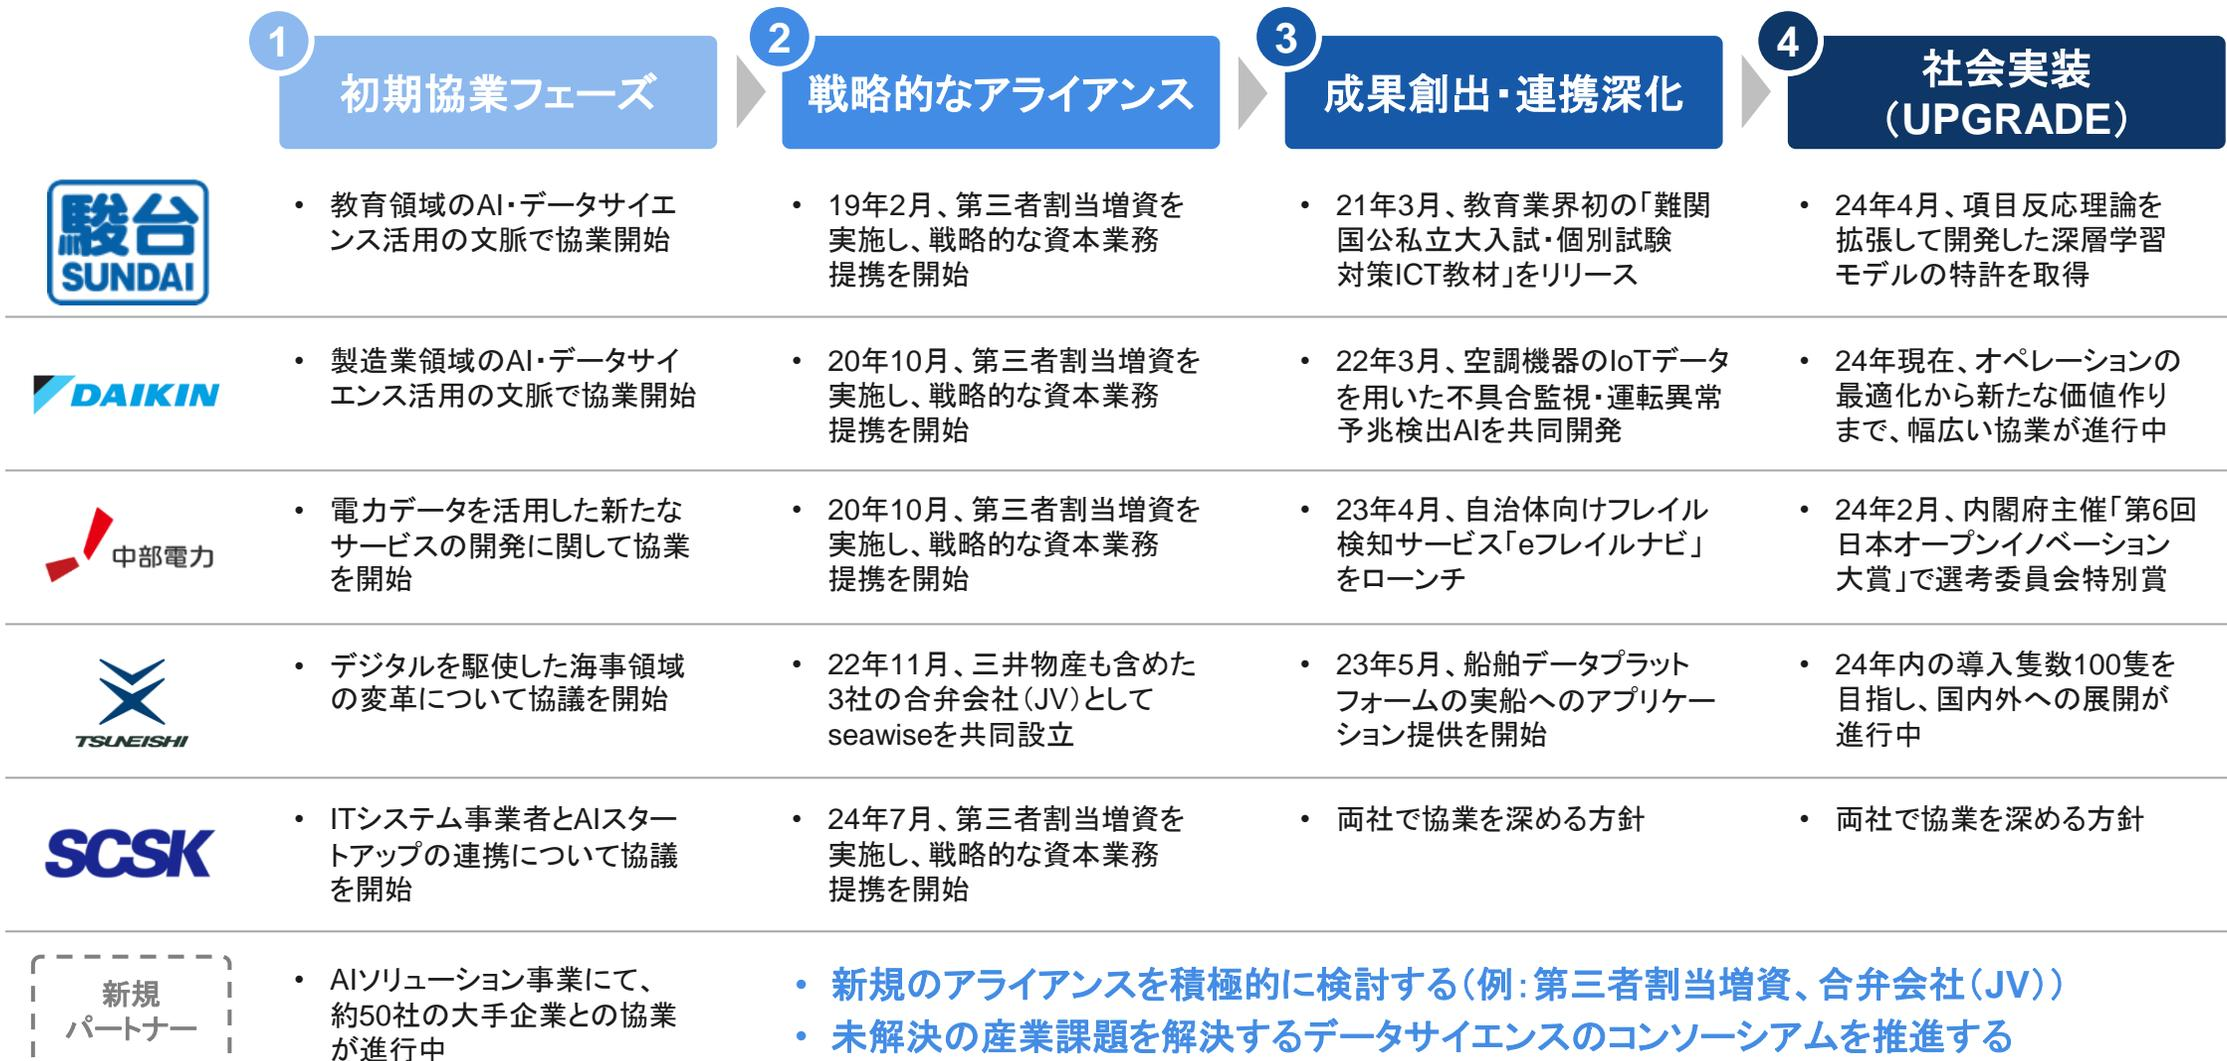 1
初期協業フェーズ
2
戦略的なアライアンス
3
成果創出・連携深化
4
社会実装
（UPGRADE）
駿台
SUNDAI
• 教育領域のAI・データサイエ
ンス活用の文脈で協業開始
• 19年2月、第三者割当増資を
実施し、戦略的な資本業務
提携を開始
• 21年3月、教育業界初の「難関
国公私立大入試・個別試験
対策ICT教材」をリリース
• 24年4月、項目反応理論を
拡張して開発した深層学習
モデルの特許を取得
DAIKIN
• 製造業領域のAI・データサイ
エンス活用の文脈で協業開始
• 20年10月、第三者割当増資を
実施し、戦略的な資本業務
提携を開始
• 22年3月、空調機器のIoTデータ
を用いた不具合監視・運転異常
予兆検出AIを共同開発
• 24年現在、オペレーションの
最適化から新たな価値作り
まで、幅広い協業が進行中
中部電力
• 電力データを活用した新たな
サービスの開発に関して協業
を開始
• 20年10月、第三者割当増資を
実施し、戦略的な資本業務
提携を開始
• 23年4月、自治体向けフレイル
検知サービス「eフレイルナビ」
をローンチ
• 24年2月、内閣府主催「第6回
日本オープンイノベーション
大賞」で選考委員会特別賞
TSUNEISHI
• デジタルを駆使した海事領域
の変革について協議を開始
• 22年11月、三井物産も含めた
3社の合弁会社（JV）として
seawiseを共同設立
• 23年5月、船舶データプラット
フォームの実船へのアプリケー
ション提供を開始
• 24年内の導入隻数100隻を
目指し、国内外への展開が
進行中
SCSK
• ITシステム事業者とAIスター
トアップの連携について協議
を開始
• 24年7月、第三者割当増資を
実施し、戦略的な資本業務
提携を開始
• 両社で協業を深める方針
• 両社で協業を深める方針
新規
パートナー
• AIソリューション事業にて、
約50社の大手企業との協業
が進行中
• 新規のアライアンスを積極的に検討する（例：第三者割当増資、合弁会社（JV））
• 未解決の産業課題を解決するデータサイエンスのコンソーシアムを推進する